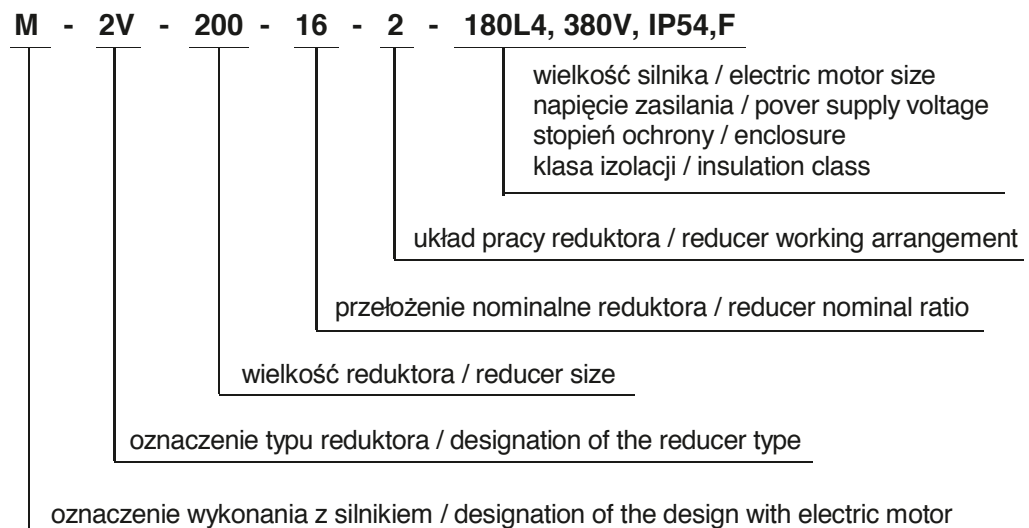 M - 2V - 200 - 16 - 2 - 180L4, 380V, IP54,F
wielkość silnika / electric motor size
napięcie zasilania / pover supply voltage
stopień ochrony / enclosure
klasa izolacji / insulation class
układ pracy reduktora / reducer working arrangement
przełożenie nominalne reduktora / reducer nominal ratio
wielkość reduktora / reducer size
oznaczenie typu reduktora / designation of the reducer type
oznaczenie wykonania z silnikiem / designation of the design with electric motor